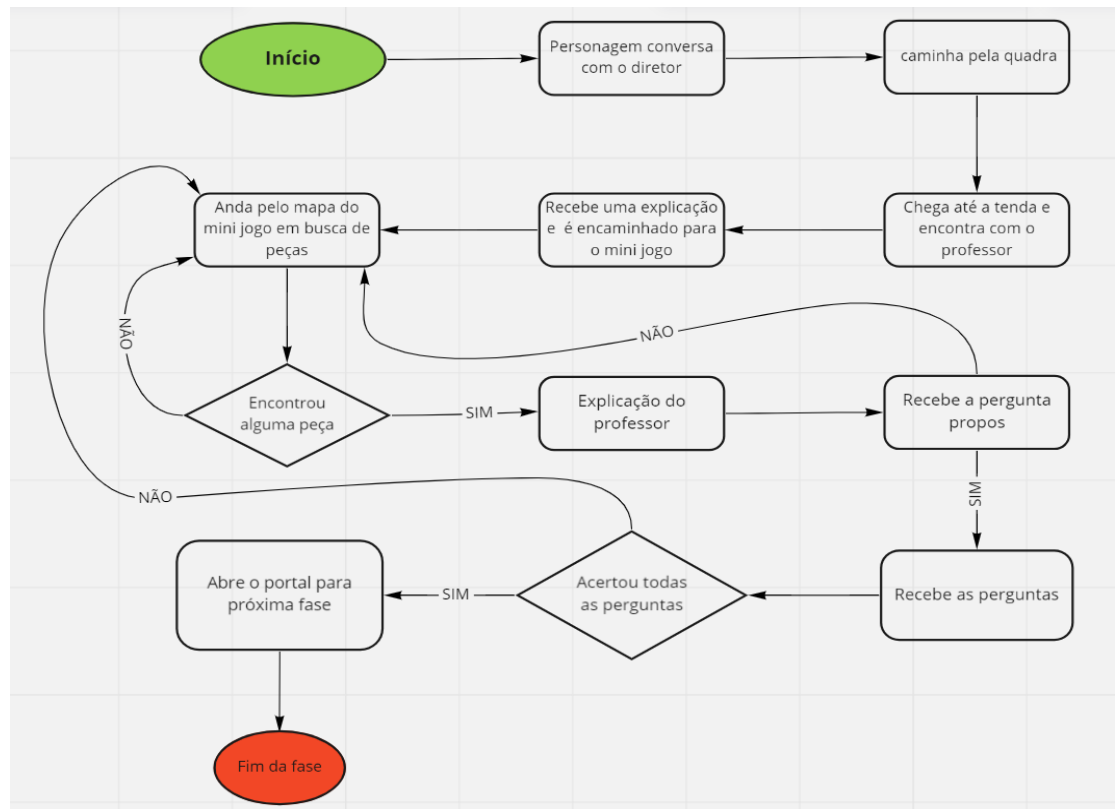 Início
Personagem conversa
com o diretor
caminha pela quadra
Chega até a tenda e
encontra com o
professor
Recebe uma explicação
e é encaminhado para
o mini jogo
Anda pelo mapa do
mini jogo em busca de
peças
NÃO
Encontrou
alguma peça
SIM
Explicação do
professor
Recebe a pergunta
propos
NÃO
SIM
Recebe as perguntas
Acertou todas
as perguntas
NÃO
SIM
Abre o portal para
próxima fase
Fim da fase